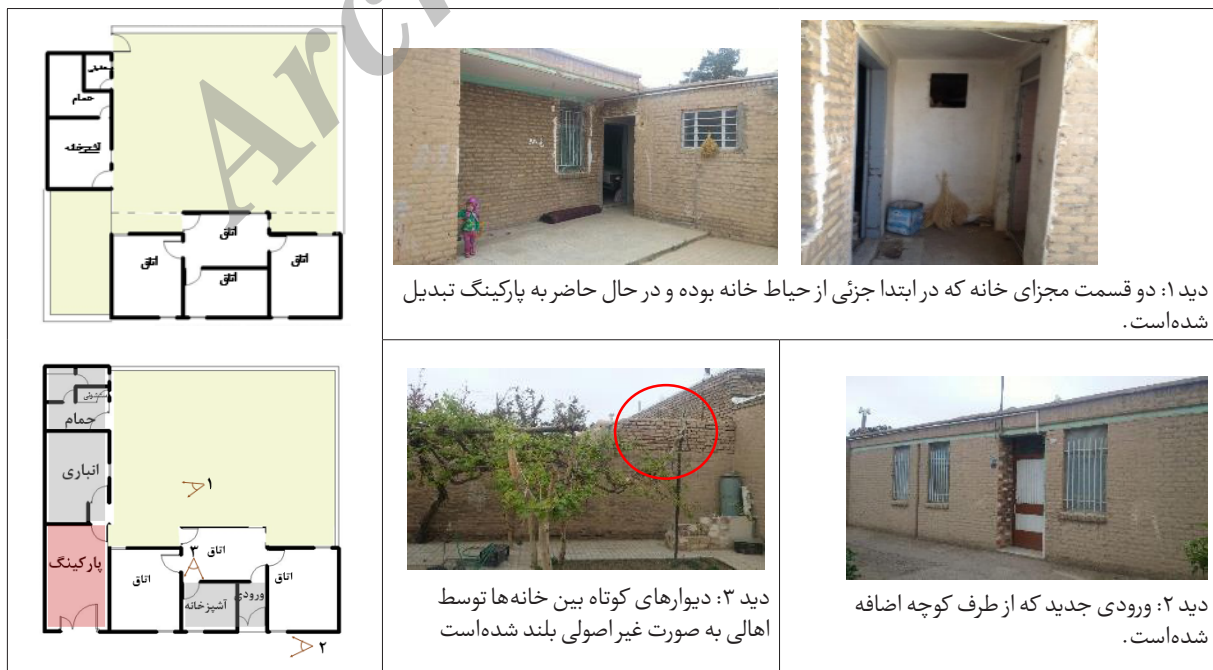 Arch
حمام
آشپزخانه
اتاق
اتاق
اتاق
اتاق
دید ۱: دو قسمت مجزای خانه که در ابتدا جزئی از حیاط خانه بوده و در حال حاضر به پارکینگ تبدیل
شده‌است.
دستشویی
حمام
انباری
۱
پارکینگ
اتاق
۳
اتاق
اتاق
آشپزخانه
ورودی
۲
دید ۳: دیوارهای کوتاه بین خانه‌ها توسط
اهالی به صورت غیر اصولی بلند شده‌است
دید ۲: ورودی جدید که از طرف کوچه اضافه
شده‌است.